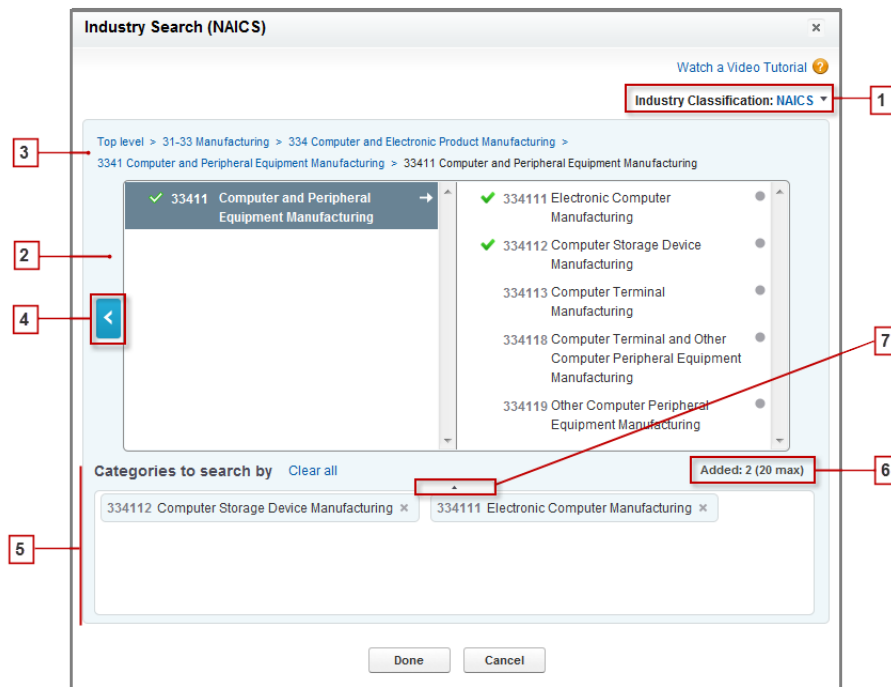 Industry Search (NAICS)
Watch a Video Tutorial ?
Industry Classification: NAICS
1
Top level > 31-33 Manufacturing > 334 Computer and Electronic Product Manufacturing >
3
3341 Computer and Peripheral Equipment Manufacturing > 33411 Computer and Peripheral Equipment Manufacturing
33411 Computer and Peripheral
Equipment Manufacturing
334111 Electronic Computer
Manufacturing
2
334112 Computer Storage Device
Manufacturing
334113 Computer Terminal
Manufacturing
4
334118 Computer Terminal and Other
Computer Peripheral Equipment
Manufacturing
7
334119 Other Computer Peripheral
Equipment Manufacturing
Categories to search by Clear all
Added: 2 (20 max)
6
334112 Computer Storage Device Manufacturing ×
334111 Electronic Computer Manufacturing ×
5
Done
Cancel